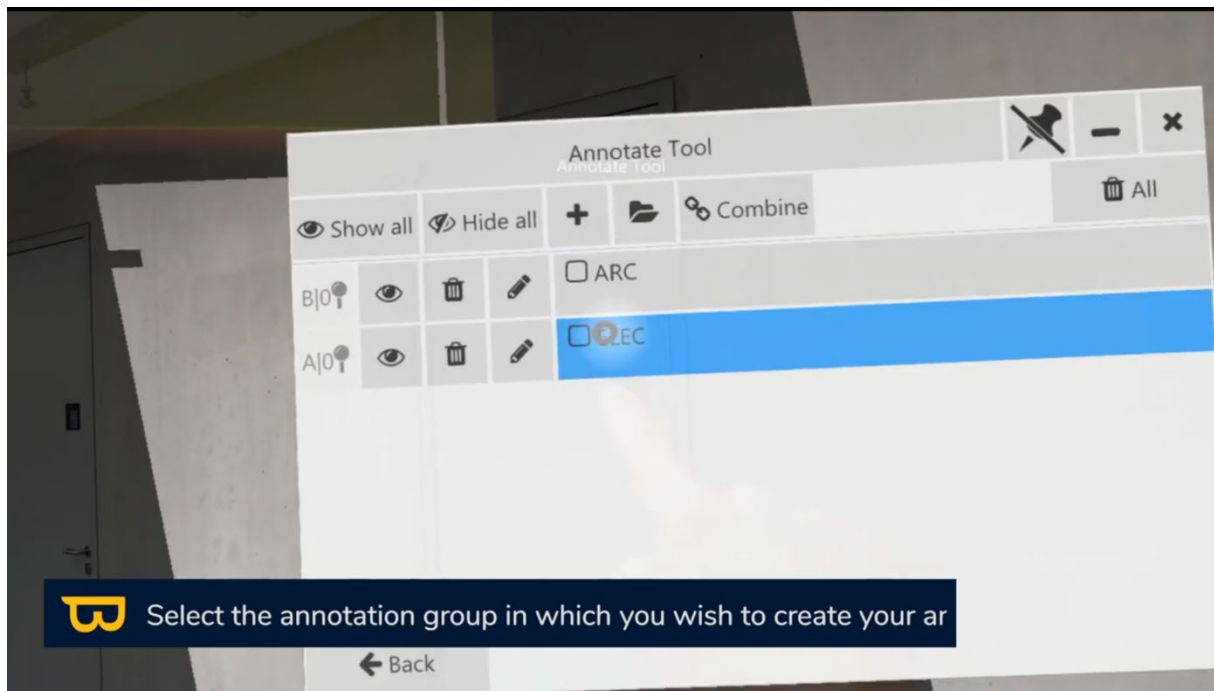 Annotate Tool
Annotate Tool
Show all Hide all Combine All
B|0 ARC
A|0 ELEC
Select the annotation group in which you wish to create your ar
Back